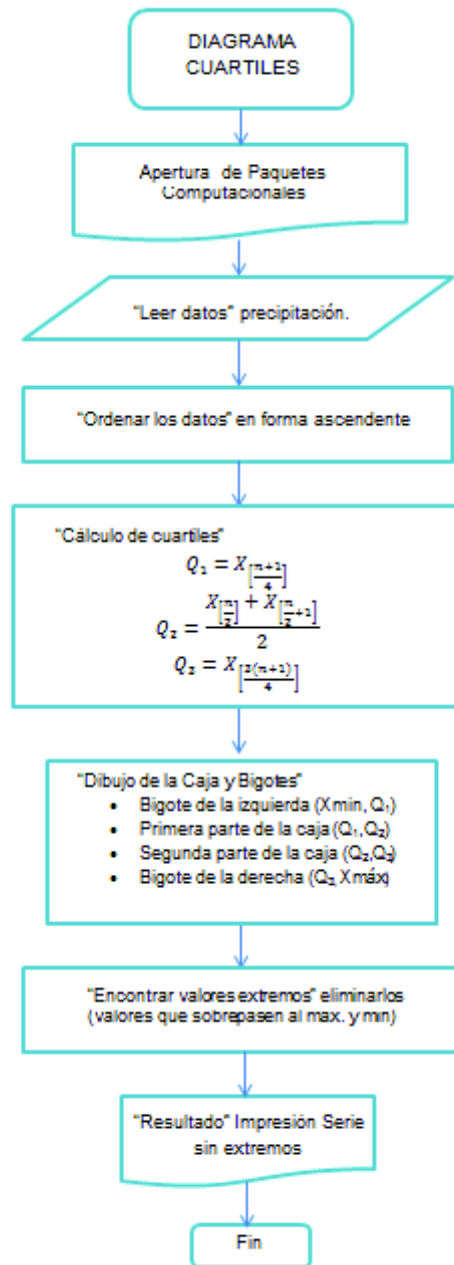 DIAGRAMA
CUARTILES
Apertura de Paquetes
Computacionales
"Leer datos" precipitación.
"Ordenar los datos" en forma ascendente
"Cálculo de cuartiles"
Q₁ = X_[(n+1)/4]
Q₂ = (X_[n/2] + X_[n/2+1])/2
Q₃ = X_[3(n+1)/4]
"Dibujo de la Caja y Bigotes"
• Bigote de la izquierda (Xmin, Q₁)
• Primera parte de la caja (Q₁, Q₂)
• Segunda parte de la caja (Q₂,Q₃)
• Bigote de la derecha (Q₃, Xmáx)
"Encontrar valores extremos" eliminarlos
(valores que sobrepasen al max. y min)
"Resultado" Impresión Serie
sin extremos
Fin